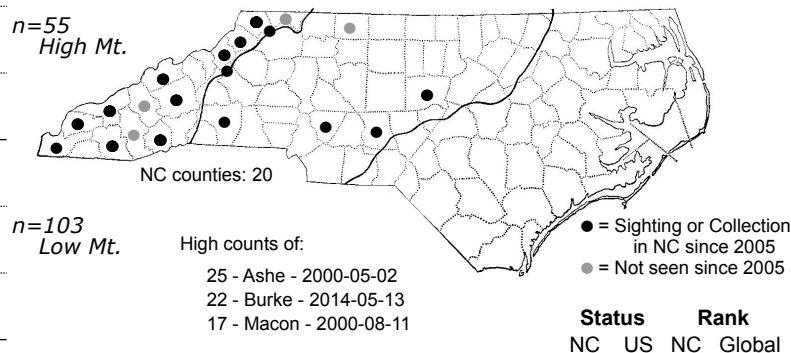 n=55
High Mt.
NC counties: 20
n=103
Low Mt.
High counts of:
25 - Ashe - 2000-05-02
22 - Burke - 2014-05-13
17 - Macon - 2000-08-11
● = Sighting or Collection
in NC since 2005
● = Not seen since 2005
Status Rank
NC US NC Global